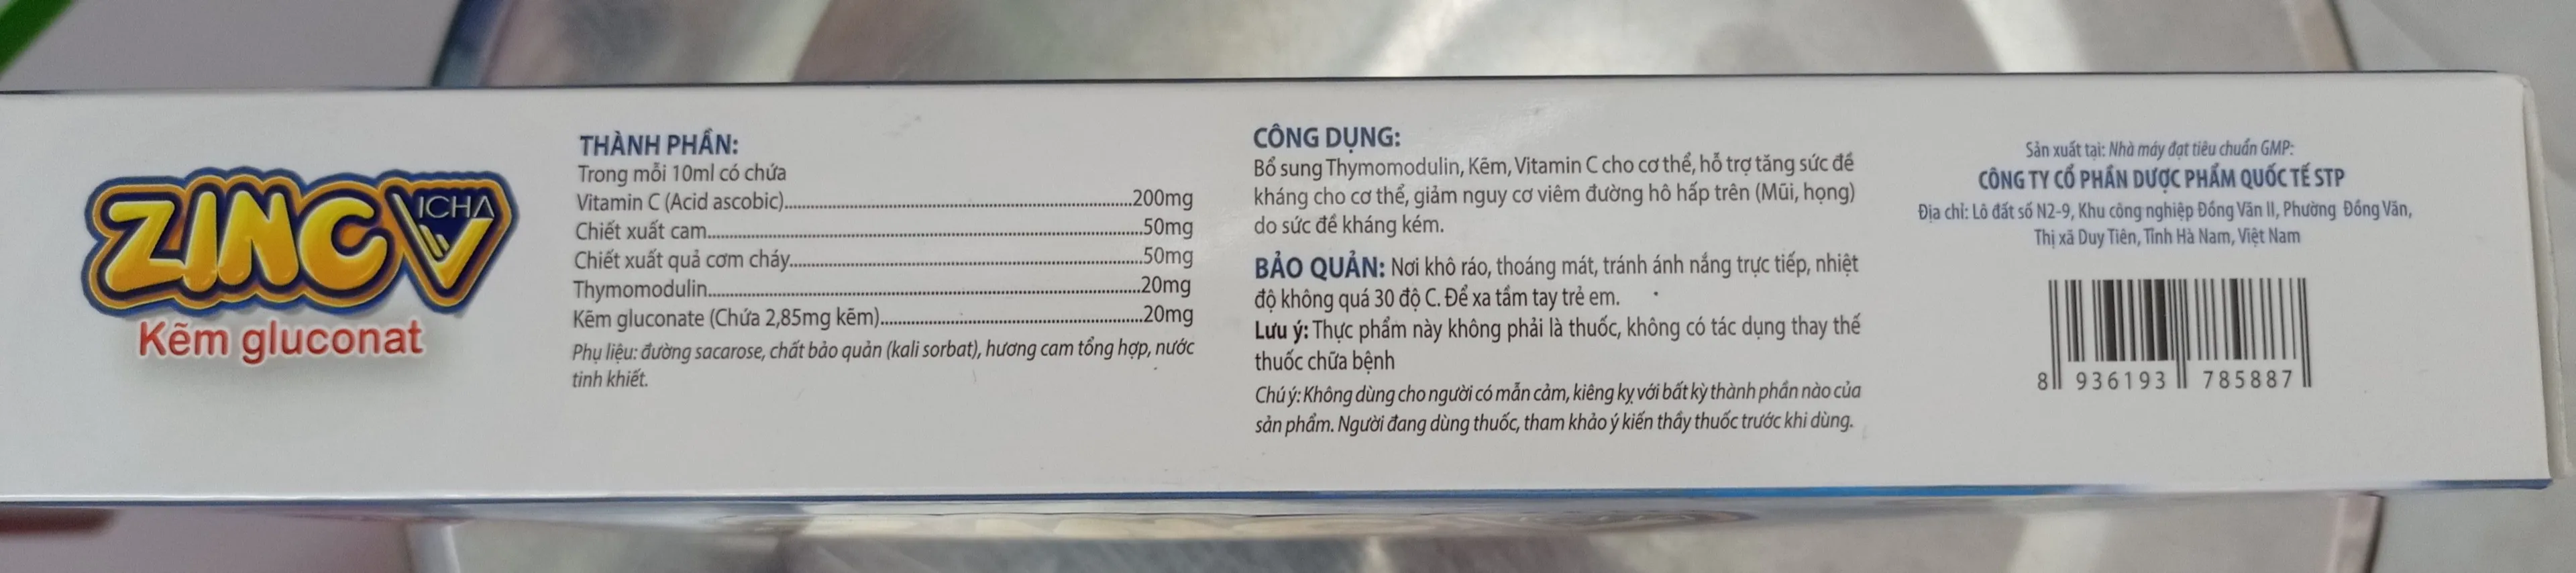 ZINC VICHA
Kẽm gluconat
THÀNH PHẦN:
Trong mỗi 10ml có chứa
Vitamin C (Acid ascobic)...200mg
Chiết xuất cam...50mg
Chiết xuất quả cơm cháy...50mg
Thymomodulin...20mg
Kẽm gluconate (Chứa 2,85mg kẽm)...20mg
Phụ liệu: đường sacarose, chất bảo quản (kali sorbat), hương cam tổng hợp, nước
tinh khiết.
CÔNG DỤNG:
Bổ sung Thymomodulin, Kẽm, Vitamin C cho cơ thể, hỗ trợ tăng sức đề
kháng cho cơ thể, giảm nguy cơ viêm đường hô hấp trên (Mũi, họng)
do sức đề kháng kém.
BẢO QUẢN: Nơi khô ráo, thoáng mát, tránh ánh nắng trực tiếp, nhiệt
độ không quá 30 độ C. Để xa tầm tay trẻ em.
Lưu ý: Thực phẩm này không phải là thuốc, không có tác dụng thay thế
thuốc chữa bệnh
Chú ý: Không dùng cho người có mẫn cảm, kiêng kỵ với bất kỳ thành phần nào của
sản phẩm. Người đang dùng thuốc, tham khảo ý kiến thầy thuốc trước khi dùng.
Sản xuất tại: Nhà máy đạt tiêu chuẩn GMP:
CÔNG TY CỔ PHẦN DƯỢC PHẨM QUỐC TẾ STP
Địa chỉ: Lô đất số N2-9, Khu công nghiệp Đồng Văn II, Phường Đồng Văn,
Thị xã Duy Tiên, Tỉnh Hà Nam, Việt Nam
8 936193 785887